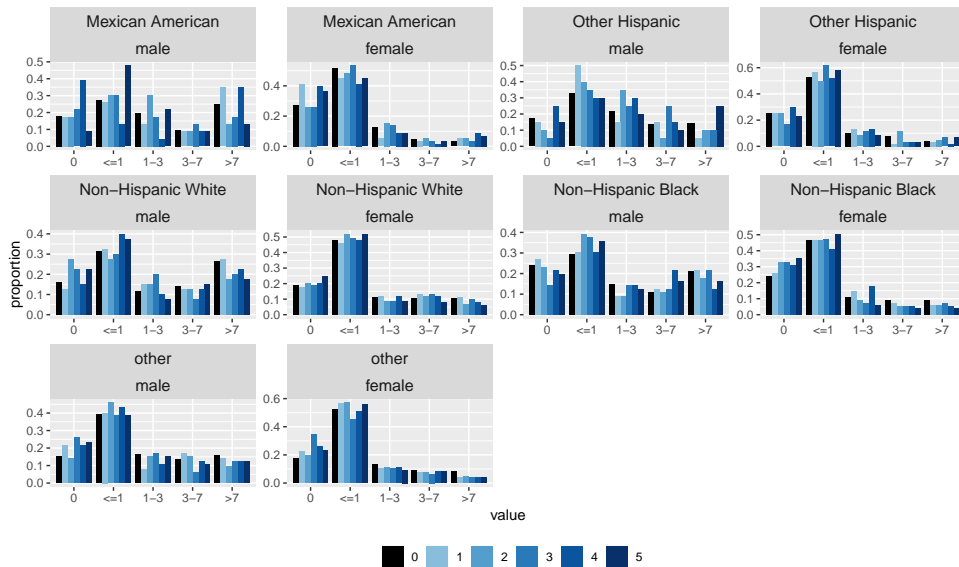 Mexican American
male
Mexican American
female
Other Hispanic
male
Other Hispanic
female
0.5
0.4
0.3
0.2
0.1
0.0
0 <=1 1−3 3−7 >7
0.4
0.2
0.0
0 <=1 1−3 3−7 >7
0.5
0.4
0.3
0.2
0.1
0.0
0 <=1 1−3 3−7 >7
0.6
0.4
0.2
0.0
0 <=1 1−3 3−7 >7
Non−Hispanic White
male
Non−Hispanic White
female
Non−Hispanic Black
male
Non−Hispanic Black
female
proportion
0.4
0.3
0.2
0.1
0.0
0 <=1 1−3 3−7 >7
0.5
0.4
0.3
0.2
0.1
0.0
0 <=1 1−3 3−7 >7
0.4
0.3
0.2
0.1
0.0
0 <=1 1−3 3−7 >7
0.5
0.4
0.3
0.2
0.1
0.0
0 <=1 1−3 3−7 >7
other
male
other
female
0.4
0.3
0.2
0.1
0.0
0 <=1 1−3 3−7 >7
0.6
0.4
0.2
0.0
0 <=1 1−3 3−7 >7
value
0 1 2 3 4 5